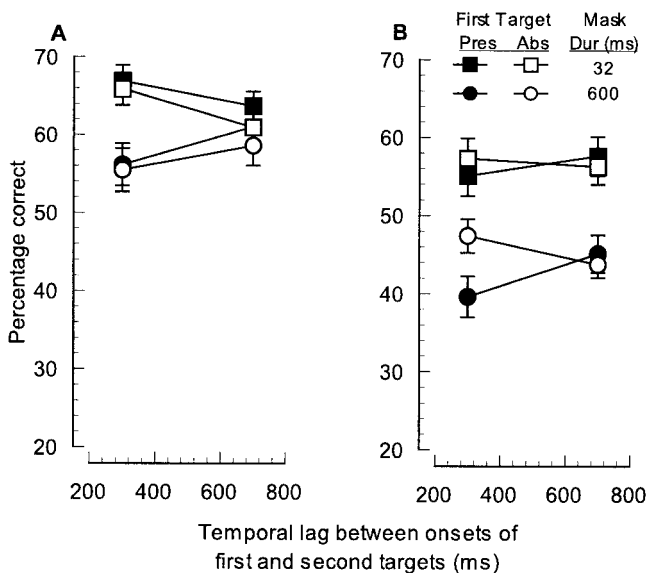 A
B
First Target Mask
Pres Abs Dur (ms)
32
600
70
60
50
40
30
20
70
60
50
40
30
20
Percentage correct
200 400 600 800
200 400 600 800
Temporal lag between onsets of
first and second targets (ms)